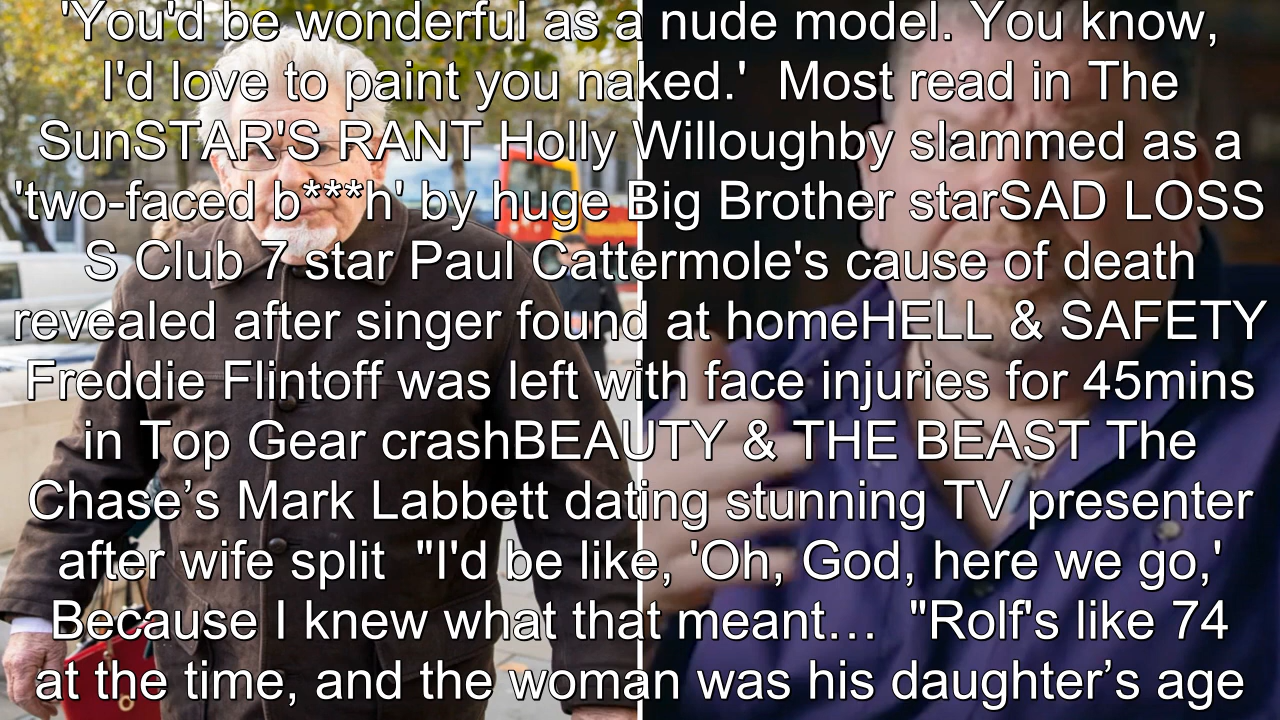 'You'd be wonderful as a nude model. You know,
I'd love to paint you naked.'  Most read in The
SunSTAR'S RANT Holly Willoughby slammed as a
'two-faced b***h' by huge Big Brother starSAD LOSS
S Club 7 star Paul Cattermole's cause of death
revealed after singer found at homeHELL & SAFETY
Freddie Flintoff was left with face injuries for 45mins
in Top Gear crashBEAUTY & THE BEAST The
Chase’s Mark Labbett dating stunning TV presenter
after wife split  "I'd be like, 'Oh, God, here we go,'
Because I knew what that meant…  "Rolf's like 74
at the time, and the woman was his daughter’s age